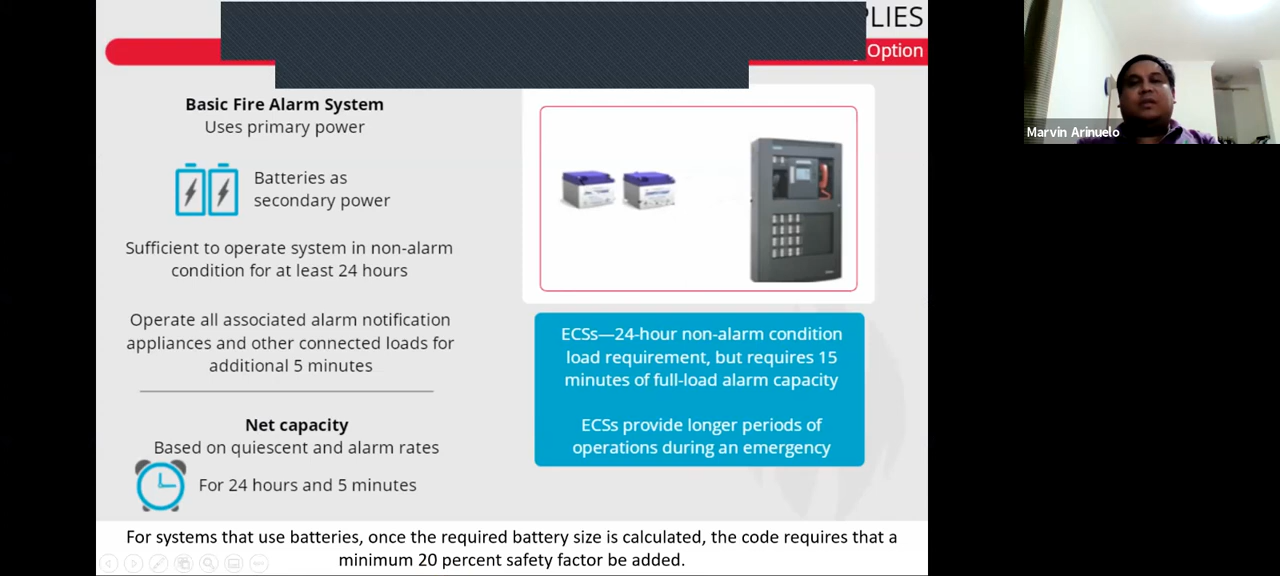 PLIES
Option
Basic Fire Alarm System
Uses primary power
Batteries as
secondary power
Sufficient to operate system in non-alarm
condition for at least 24 hours
Operate all associated alarm notification
appliances and other connected loads for
additional 5 minutes
Net capacity
Based on quiescent and alarm rates
For 24 hours and 5 minutes
ECSs—24-hour non-alarm condition
load requirement, but requires 15
minutes of full-load alarm capacity
ECSs provide longer periods of
operations during an emergency
For systems that use batteries, once the required battery size is calculated, the code requires that a
minimum 20 percent safety factor be added.
Marvin Arinuelo